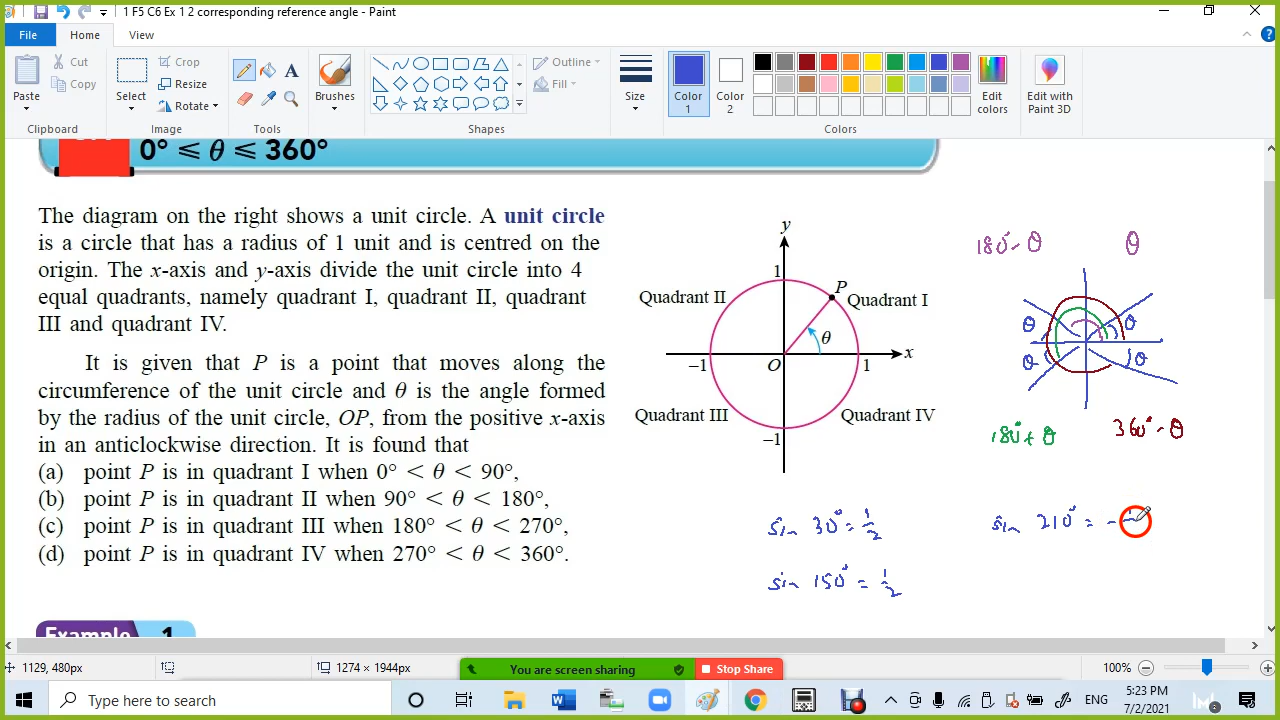 1 F5 C6 Ex 1 2 corresponding reference angle - Paint
File Home View
Paste Cut Copy Clipboard
Select Crop Resize Rotate Image
Tools
Brushes
Outline Fill Shapes
Size
Color 1 Color 2 Edit colors Colors
Edit with Paint 3D
0° ≤ θ ≤ 360°
The diagram on the right shows a unit circle. A unit circle
is a circle that has a radius of 1 unit and is centred on the
origin. The x-axis and y-axis divide the unit circle into 4
equal quadrants, namely quadrant I, quadrant II, quadrant
III and quadrant IV.
It is given that P is a point that moves along the
circumference of the unit circle and θ is the angle formed
by the radius of the unit circle, OP, from the positive x-axis
in an anticlockwise direction. It is found that
(a) point P is in quadrant I when 0° < θ < 90°,
(b) point P is in quadrant II when 90° < θ < 180°,
(c) point P is in quadrant III when 180° < θ < 270°,
(d) point P is in quadrant IV when 270° < θ < 360°.
y
1
P
Quadrant II Quadrant I
θ
x
−1 O 1
Quadrant III Quadrant IV
−1
180° - θ θ
θ θ
θ θ
180° + θ 360° - θ
sin 30° = 1/2 sin 210° = -
sin 150° = 1/2
Example 1
1129, 480px 1274 × 1944px 100%
You are screen sharing Stop Share
Type here to search
ENG
5:23 PM
7/2/2021